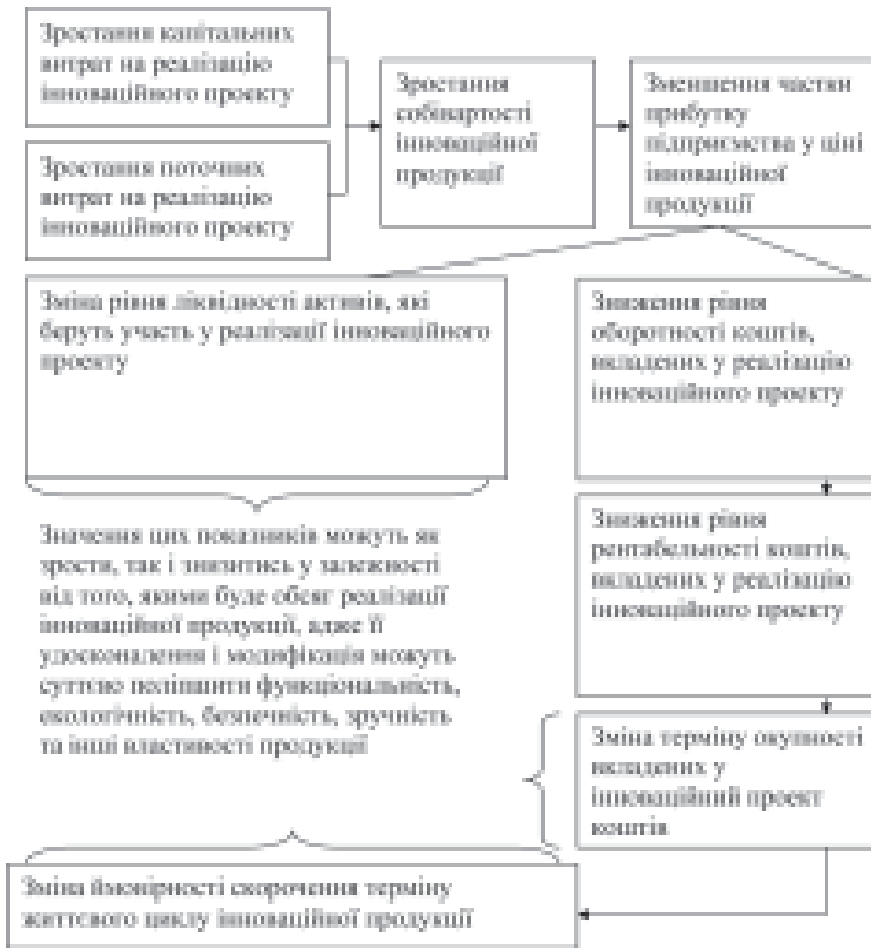 Зростання капітальних
витрат на реалізацію
інноваційного проекту
Зростання поточних
витрат на реалізацію
інноваційного проекту
Зростання
собівартості
інноваційної
продукції
Зменшення частки
прибутку
підприємства у ціні
інноваційної
продукції
Зміна рівня ліквідності активів, які
беруть участь у реалізації інноваційного
проекту
Зниження рівня
оборотності коштів,
вкладених у реалізацію
інноваційного проекту
Значення цих показників можуть як
зрости, так і знизитись у залежності
від того, якими буде обсяг реалізації
інноваційної продукції, адже її
удосконалення і модифікація можуть
суттєво поліпшити функціональність,
екологічність, безпечність, зручність
та інші властивості продукції
Зниження рівня
рентабельності коштів,
вкладених у реалізацію
інноваційного проекту
Зміна терміну окупності
вкладених у
інноваційний проект
коштів
Зміна ймовірності скорочення терміну
життєвого циклу інноваційної продукції